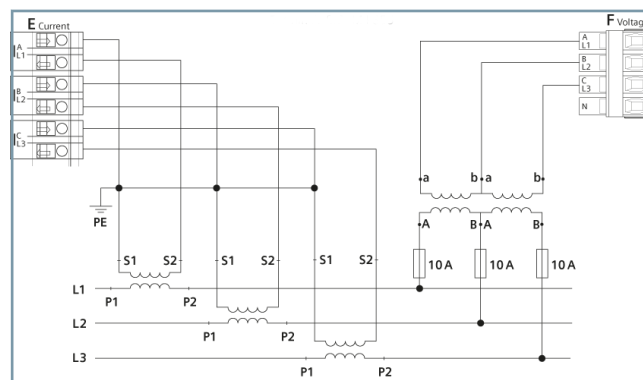 E Current
A
L1
B
L2
C
L3
F Voltag
A
L1
B
L2
C
L3
N
a b a b
A B A B
PE
10 A 10 A 10 A
S1 S2 S1 S2 S1 S2
L1 P1 P2
L2 P1 P2
L3 P1 P2